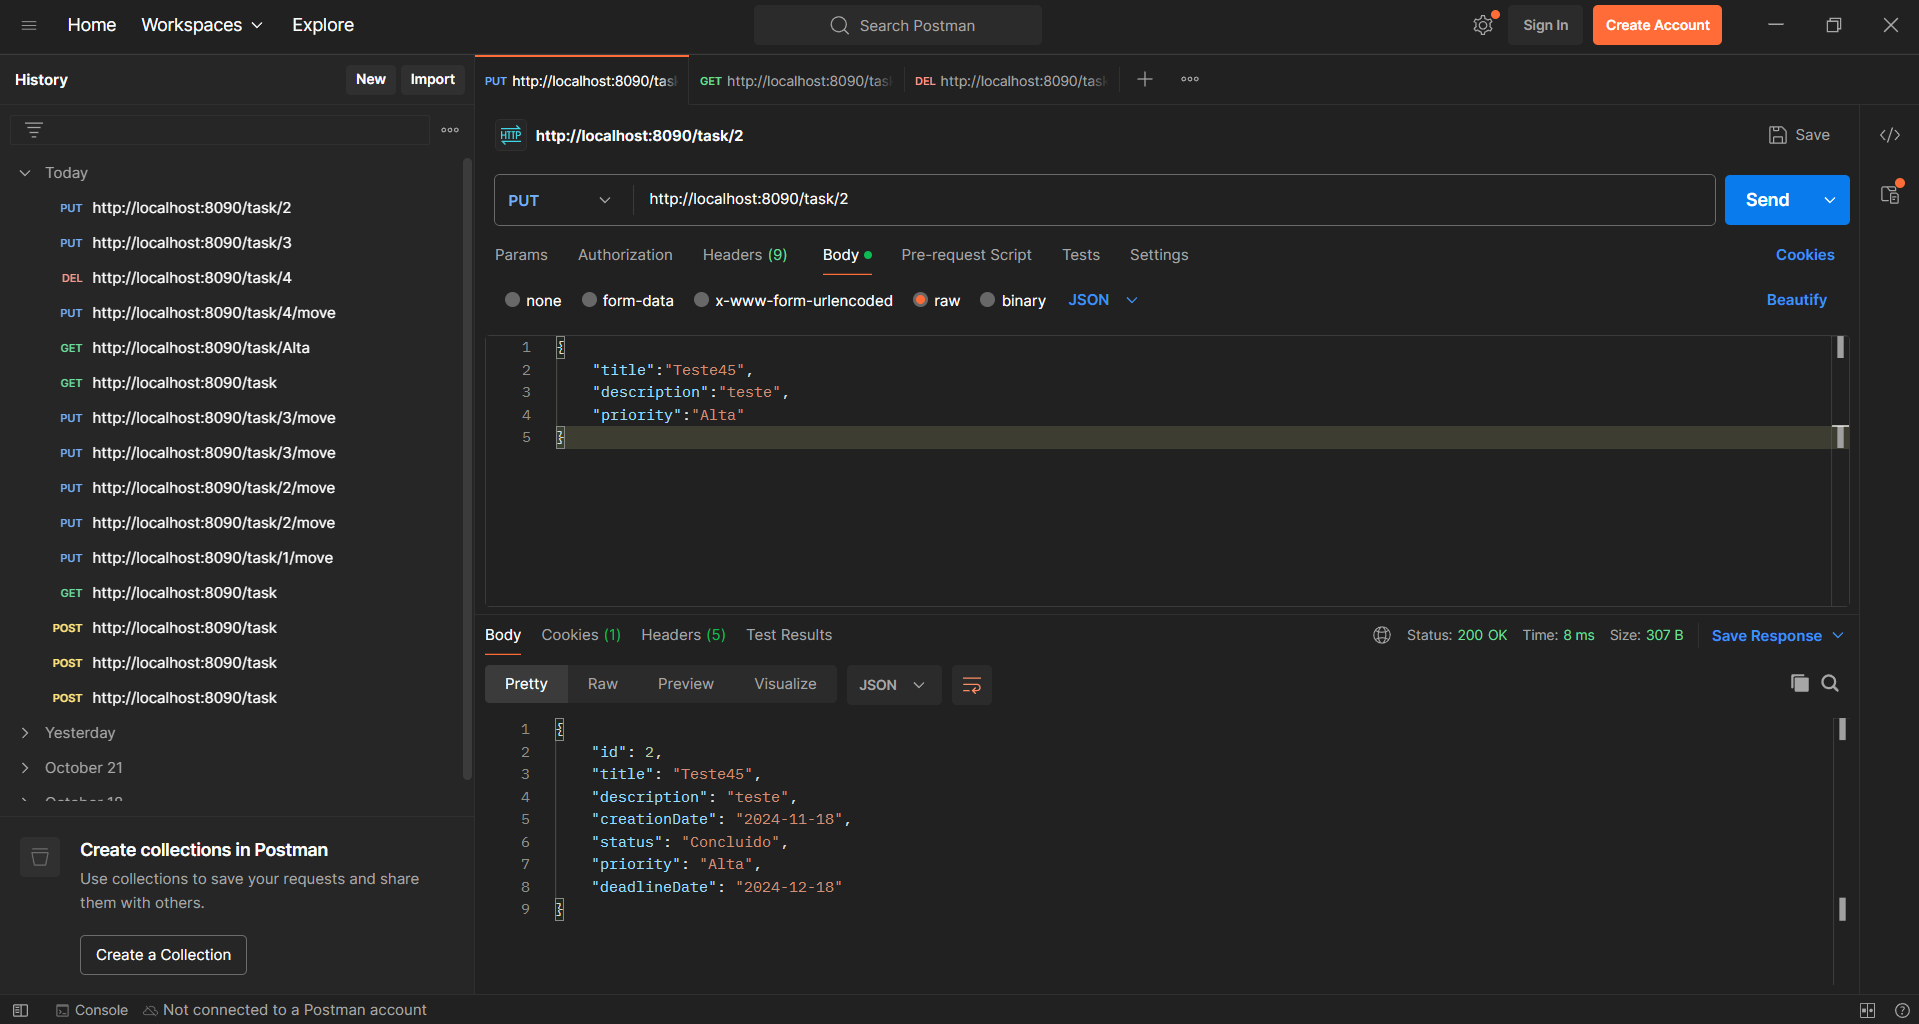 Home Workspaces Explore Search Postman Sign In Create Account
History New Import
PUT http://localhost:8090/tas GET http://localhost:8090/tas DEL http://localhost:8090/tas
HTTP http://localhost:8090/task/2 Save
Today
PUT http://localhost:8090/task/2
PUT http://localhost:8090/task/3
DEL http://localhost:8090/task/4
PUT http://localhost:8090/task/4/move
GET http://localhost:8090/task/Alta
GET http://localhost:8090/task
PUT http://localhost:8090/task/3/move
PUT http://localhost:8090/task/3/move
PUT http://localhost:8090/task/2/move
PUT http://localhost:8090/task/2/move
PUT http://localhost:8090/task/1/move
GET http://localhost:8090/task
POST http://localhost:8090/task
POST http://localhost:8090/task
POST http://localhost:8090/task
Yesterday
October 21
October 18
Create collections in Postman
Use collections to save your requests and share
them with others.
Create a Collection
PUT http://localhost:8090/task/2 Send
Params Authorization Headers (9) Body Pre-request Script Tests Settings Cookies
none form-data x-www-form-urlencoded raw binary JSON Beautify
1 {
2 "title":"Teste45",
3 "description":"teste",
4 "priority":"Alta"
5 }
Body Cookies (1) Headers (5) Test Results Status: 200 OK Time: 8 ms Size: 307 B Save Response
Pretty Raw Preview Visualize JSON
1 {
2 "id": 2,
3 "title": "Teste45",
4 "description": "teste",
5 "creationDate": "2024-11-18",
6 "status": "Concluido",
7 "priority": "Alta",
8 "deadlineDate": "2024-12-18"
9 }
Console Not connected to a Postman account